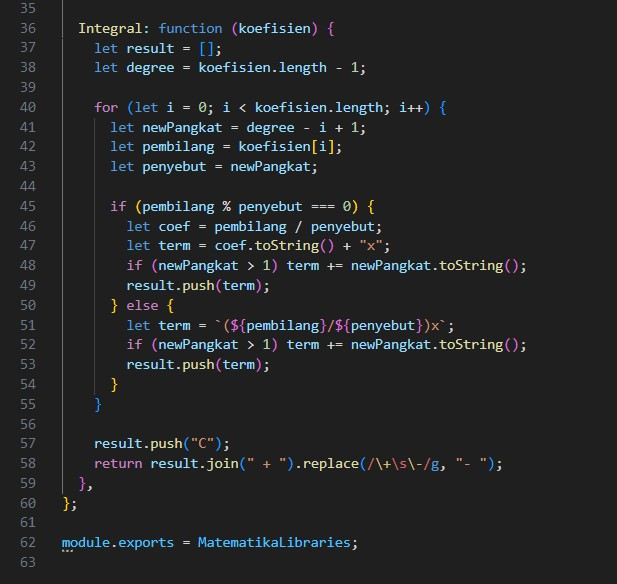 35
36 Integral: function (koefisien) {
37 let result = [];
38 let degree = koefisien.length - 1;
39
40 for (let i = 0; i < koefisien.length; i++) {
41 let newPangkat = degree - i + 1;
42 let pembilang = koefisien[i];
43 let penyebut = newPangkat;
44
45 if (pembilang % penyebut === 0) {
46 let coef = pembilang / penyebut;
47 let term = coef.toString() + "x";
48 if (newPangkat > 1) term += newPangkat.toString();
49 result.push(term);
50 } else {
51 let term = `(${pembilang}/${penyebut})x`;
52 if (newPangkat > 1) term += newPangkat.toString();
53 result.push(term);
54 }
55 }
56
57 result.push("C");
58 return result.join(" + ").replace(/\+\s\-/g, "- ");
59 },
60 };
61
62 module.exports = MatematikaLibraries;
63